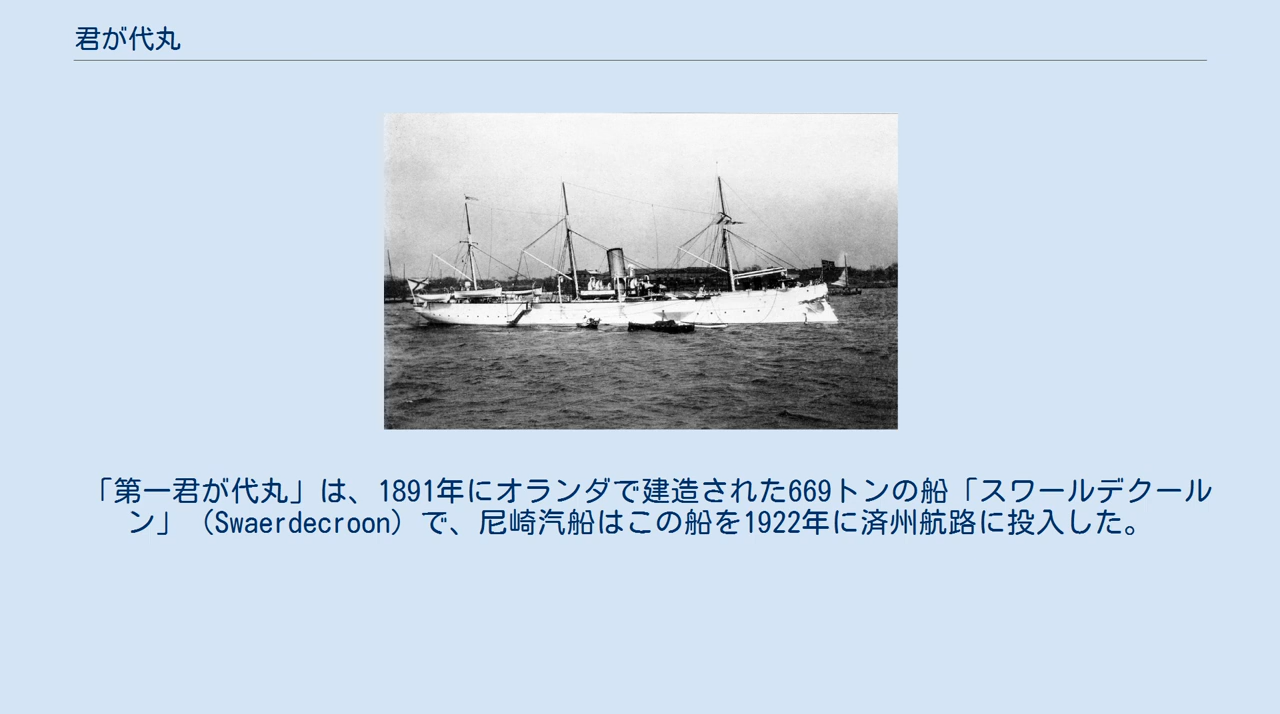 君が代丸
「第一君が代丸」は、1891年にオランダで建造された669トンの船「スワールデクール
ン」（Swaerdecroon）で、尼崎汽船はこの船を1922年に済州航路に投入した。